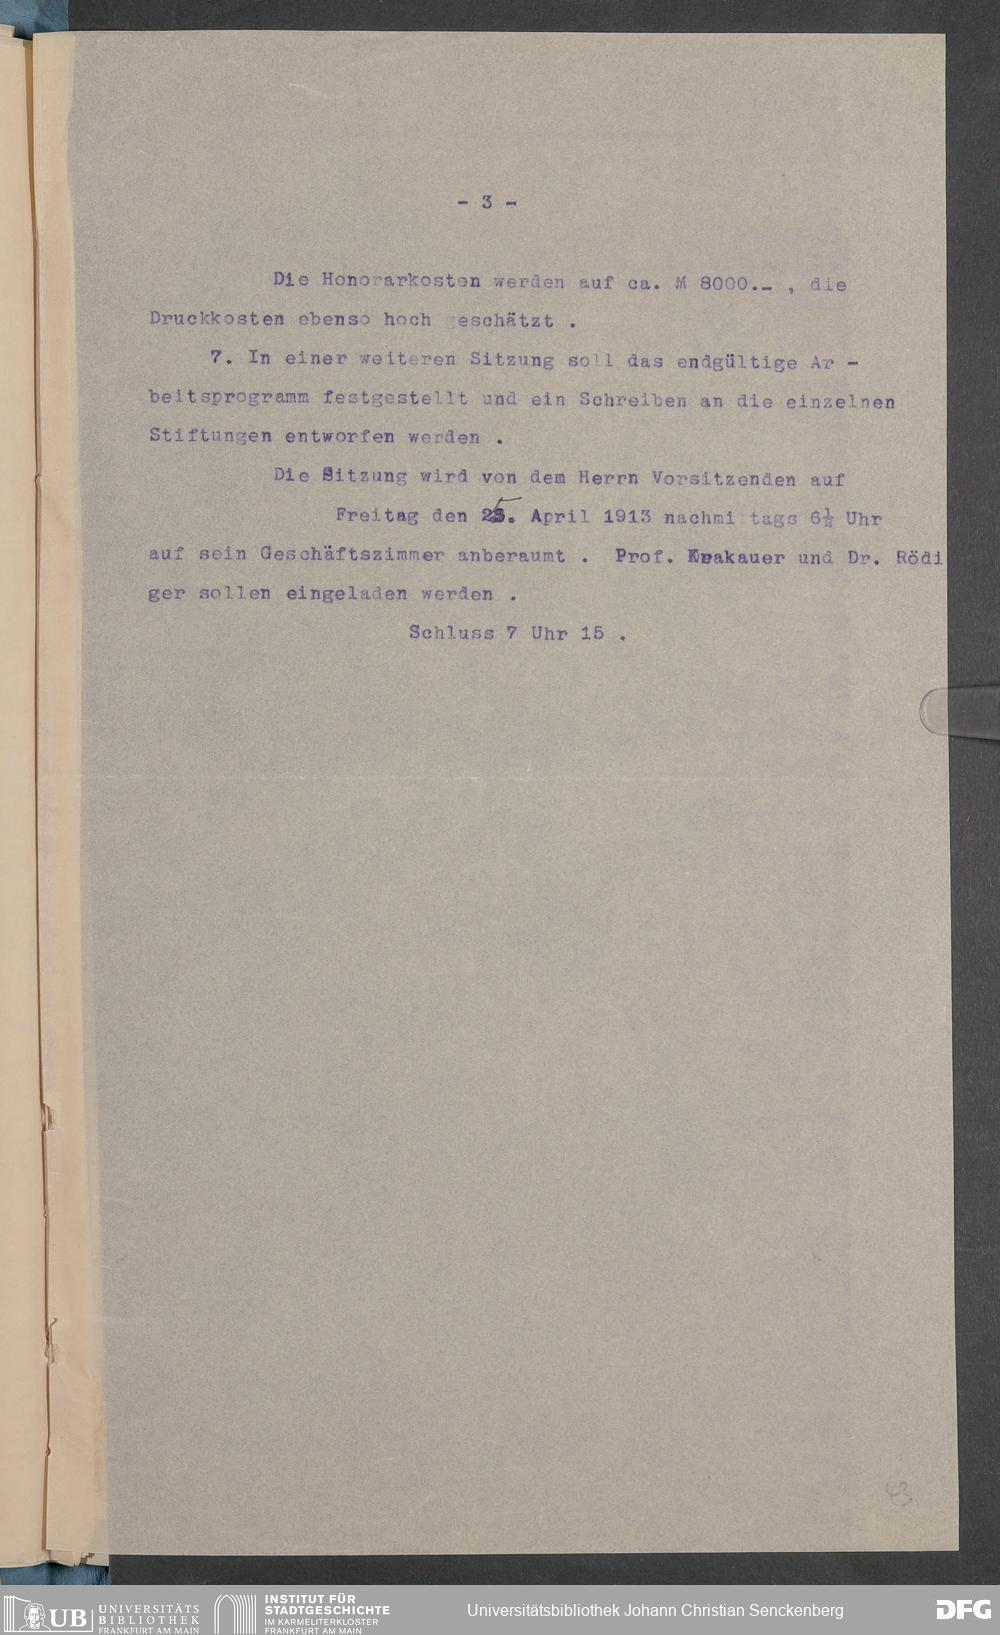 - 3 -
Die Honorarkosten werden auf ca. M 8000.- , die
Druckkosten ebenso hoch geschätzt .
7. In einer weiteren Sitzung soll das endgültige Ar -
beitsprogramm festgestellt und ein Schreiben an die einzelnen
Stiftungen entworfen werden .
Die Sitzung wird von dem Herrn Vorsitzenden auf
Freitag den 25. April 1913 nachmittags 6½ Uhr
auf sein Geschäftszimmer anberaumt . Prof. Krakauer und Dr. Rödi
ger sollen eingeladen werden .
Schluss 7 Uhr 15 .
43
UB UNIVERSITÄTS
BIBLIOTHEK
FRANKFURT AM MAIN
INSTITUT FÜR
STADTGESCHICHTE
IM KARMELITERKLOSTER
FRANKFURT AM MAIN
Universitätsbibliothek Johann Christian Senckenberg
DFG